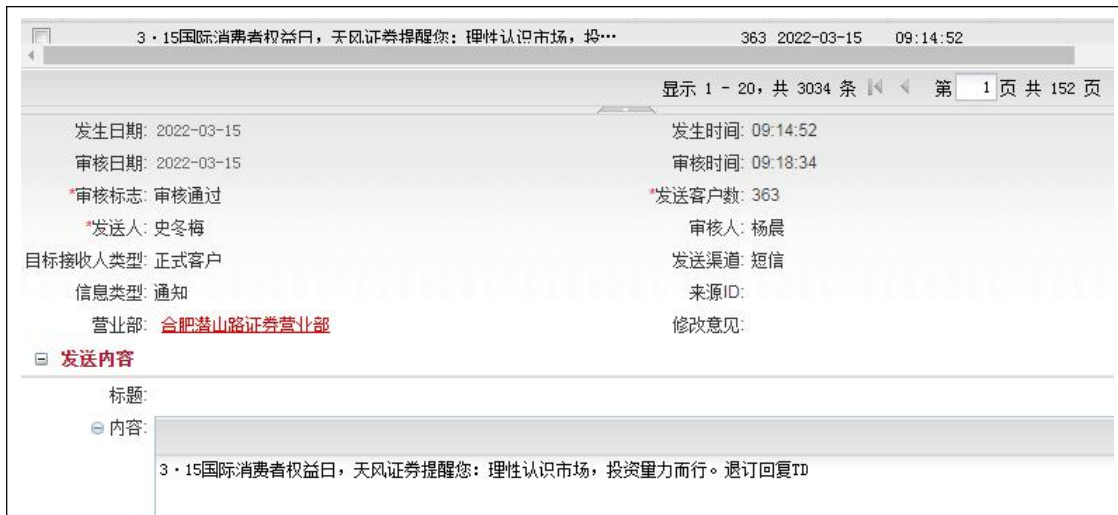 3·15国际消费者权益日，天风证券提醒您：理性认识市场，投… 363 2022-03-15 09:14:52
显示 1 - 20，共 3034 条 第 1 页 共 152 页
发生日期: 2022-03-15 发生时间: 09:14:52
审核日期: 2022-03-15 审核时间: 09:18:34
*审核标志: 审核通过 *发送客户数: 363
*发送人: 史冬梅 审核人: 杨晨
目标接收人类型: 正式客户 发送渠道: 短信
信息类型: 通知 来源ID:
营业部: 合肥潜山路证券营业部 修改意见:
发送内容
标题:
内容:
3·15国际消费者权益日，天风证券提醒您：理性认识市场，投资量力而行。退订回复TD